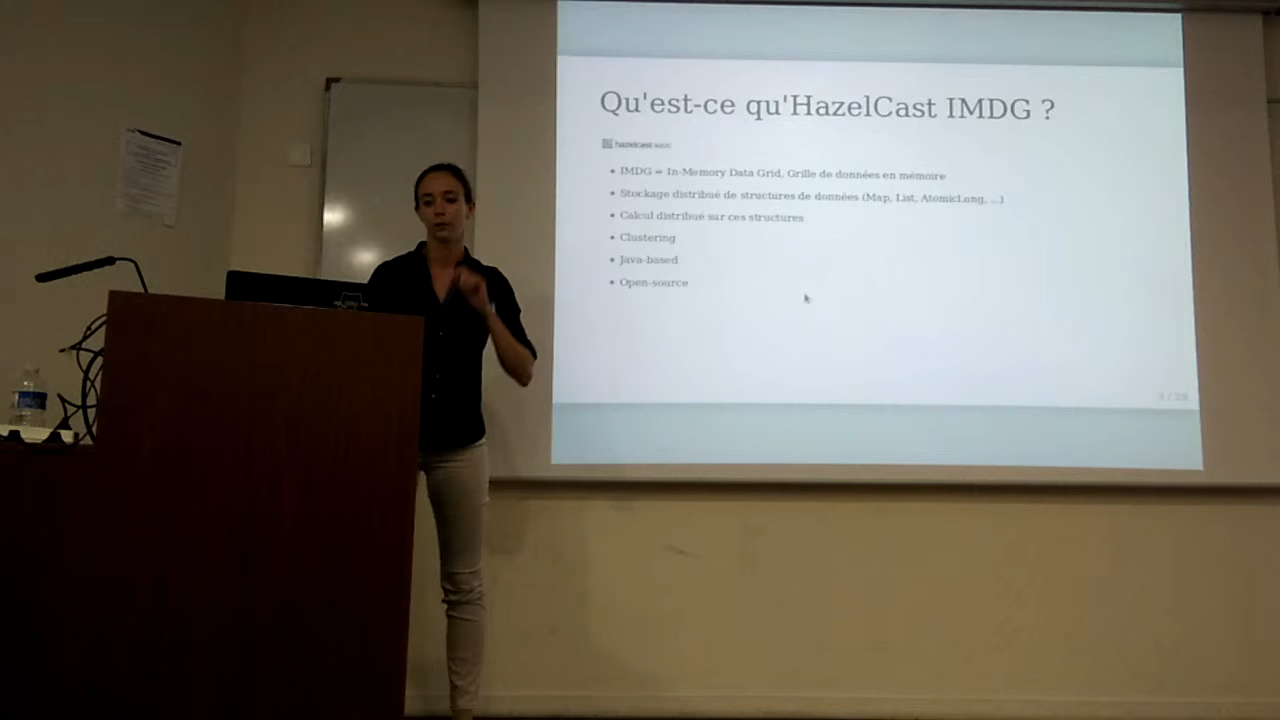 Qu'est-ce qu'HazelCast IMDG ?
hazelcast
• IMDG = In-Memory Data Grid, Grille de données en mémoire
• Stockage distribué de structures de données (Map, List, AtomicLong, ...)
• Calcul distribué sur ces structures
• Clustering
• Java-based
• Open-source